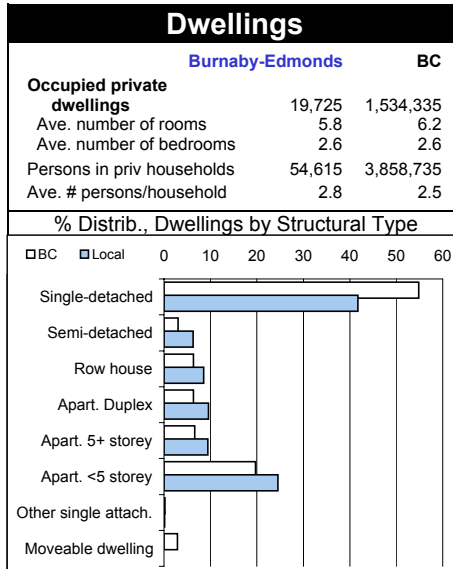 Dwellings
Burnaby-Edmonds BC
Occupied private
dwellings 19,725 1,534,335
Ave. number of rooms 5.8 6.2
Ave. number of bedrooms 2.6 2.6
Persons in priv households 54,615 3,858,735
Ave. # persons/household 2.8 2.5
% Distrib., Dwellings by Structural Type
BC Local 0 10 20 30 40 50 60
Single-detached
Semi-detached
Row house
Apart. Duplex
Apart. 5+ storey
Apart. <5 storey
Other single attach.
Moveable dwelling